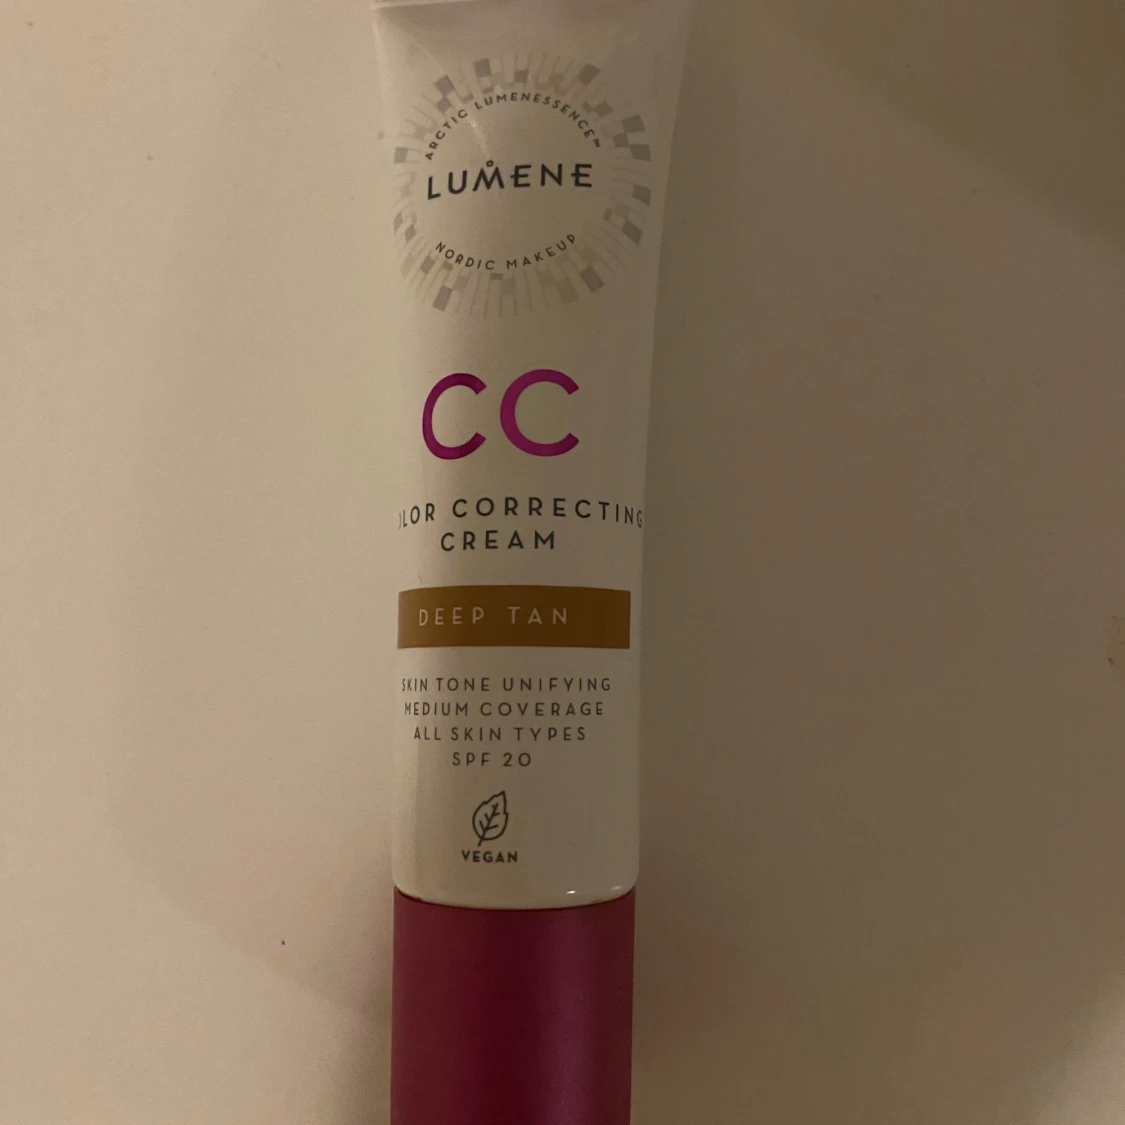 ARCTIC LUMENESSENCE™
LUMENE
NORDIC MAKEUP
CC
OLOR CORRECTING
CREAM
DEEP TAN
SKIN TONE UNIFYING
MEDIUM COVERAGE
ALL SKIN TYPES
SPF 20
VEGAN